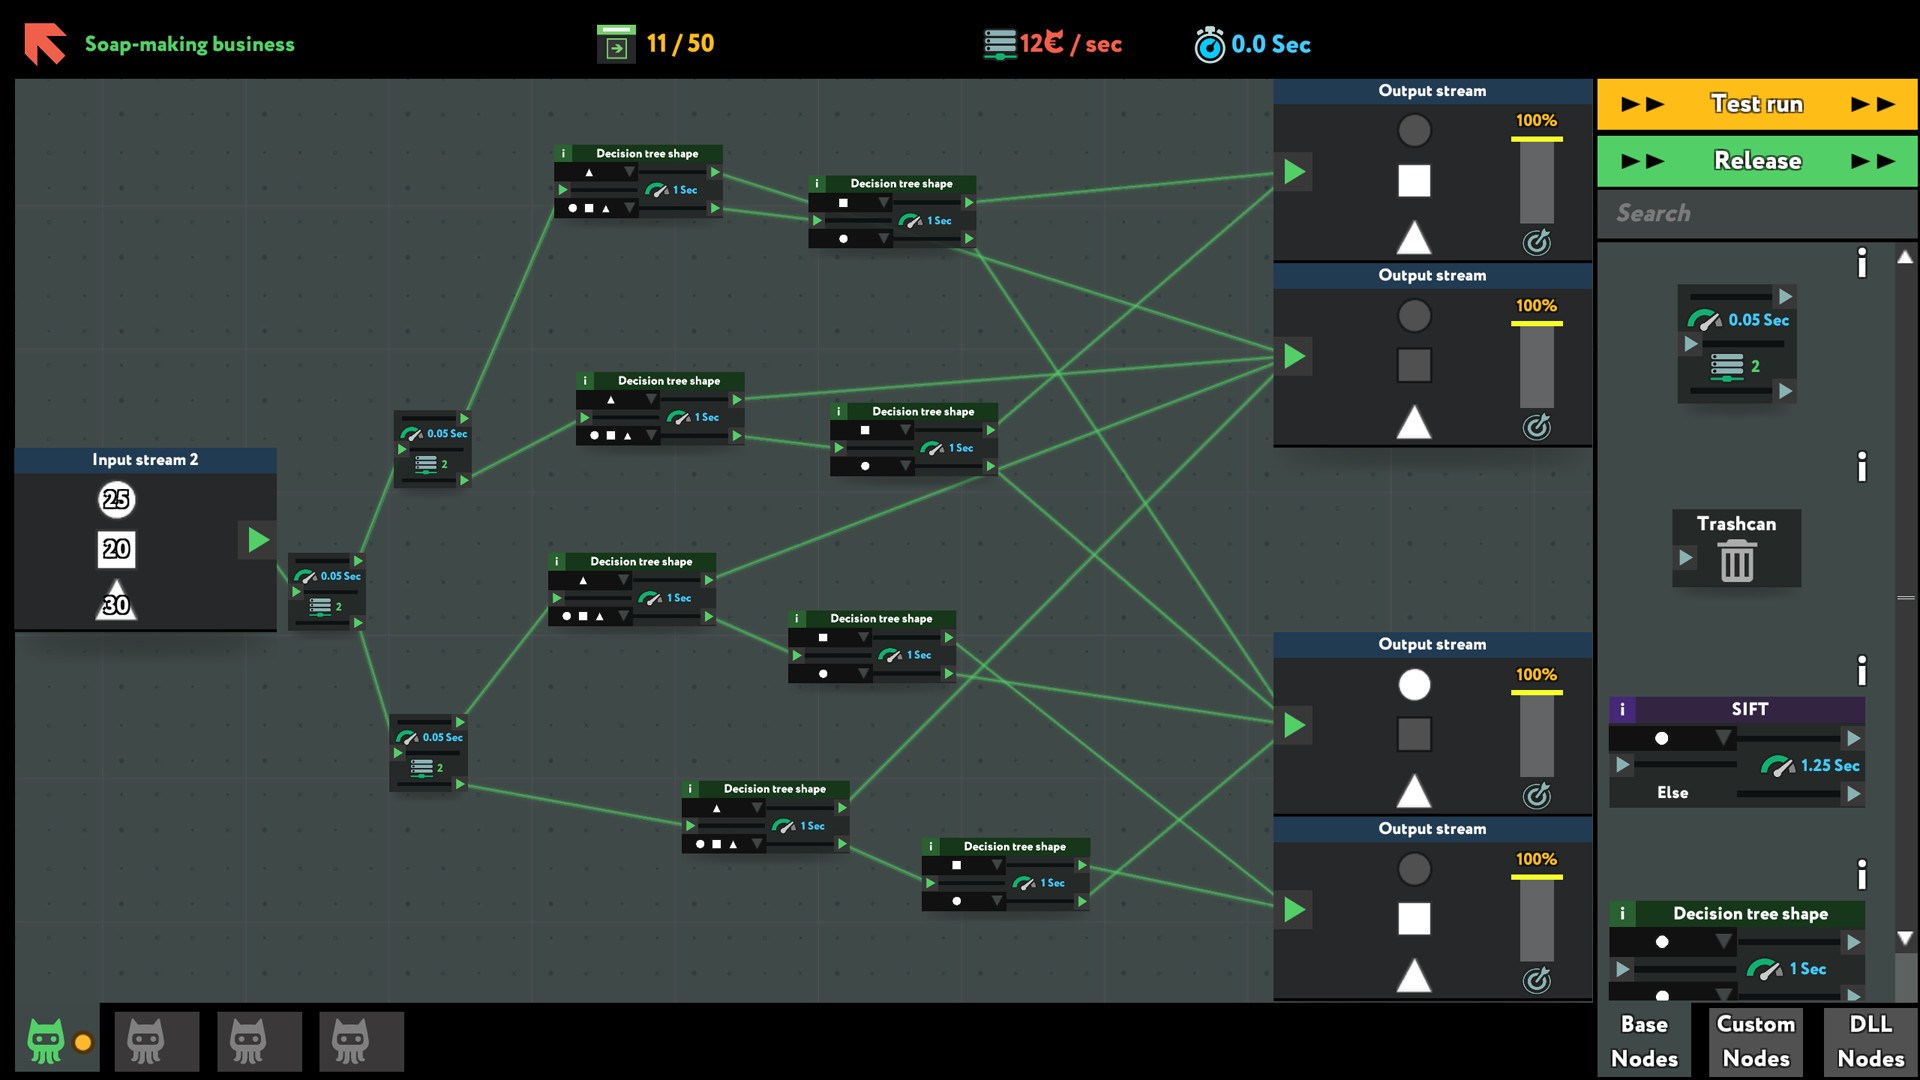 Soap-making business
11 / 50
12€ / sec
0.0 Sec
Test run
Release
Search
0.05 Sec
2
Trashcan
i SIFT
1.25 Sec
Else
i Decision tree shape
1 Sec
Base Nodes
Custom Nodes
DLL Nodes
Output stream
100%
Output stream
100%
Output stream
100%
Output stream
100%
Input stream 2
25
20
30
0.05 Sec
2
0.05 Sec
2
0.05 Sec
2
i Decision tree shape
1 Sec
i Decision tree shape
1 Sec
i Decision tree shape
1 Sec
i Decision tree shape
1 Sec
i Decision tree shape
1 Sec
i Decision tree shape
1 Sec
i Decision tree shape
1 Sec
i Decision tree shape
1 Sec
i
i
i
i